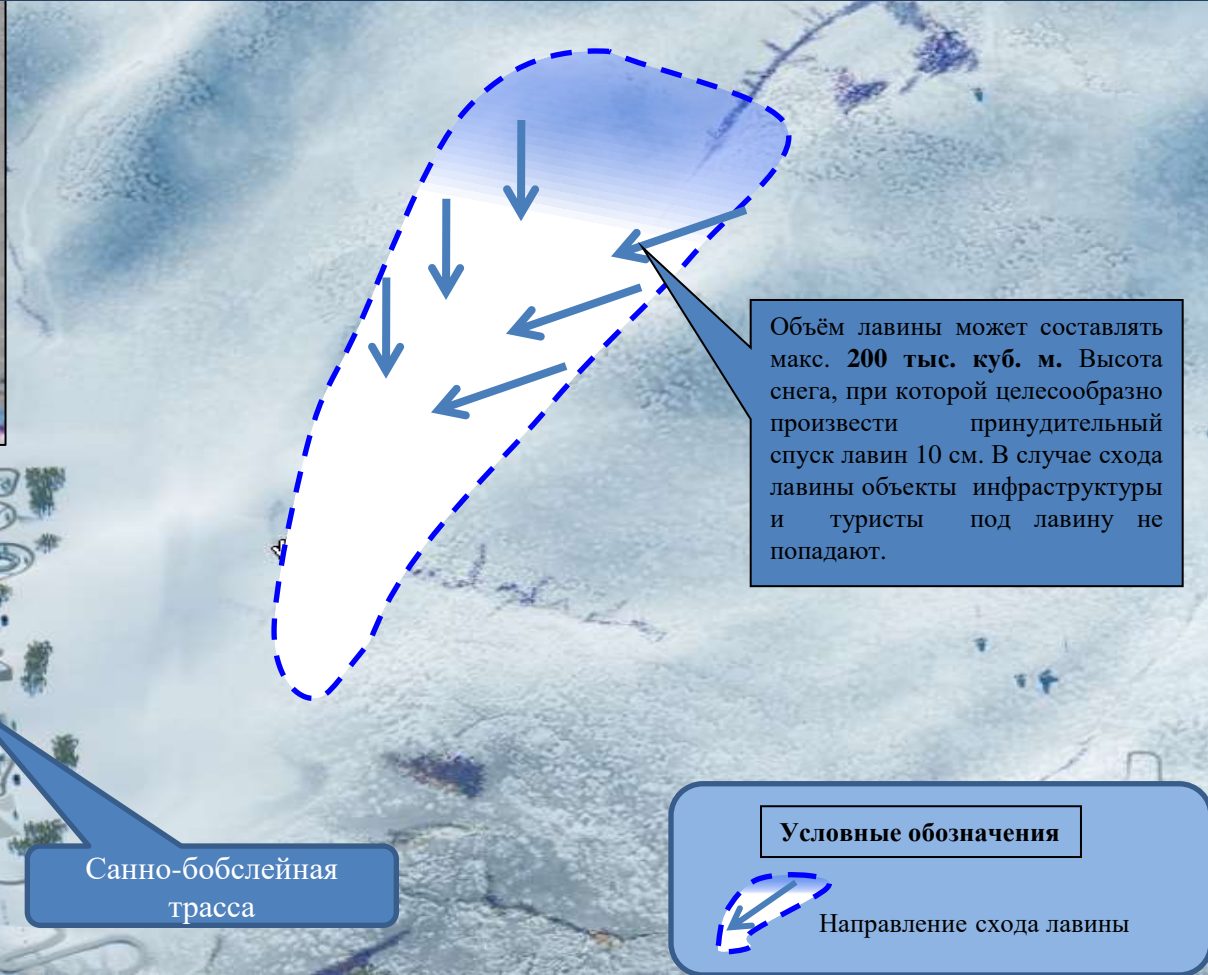 Объём лавины может составлять
макс. 200 тыс. куб. м. Высота
снега, при которой целесообразно
произвести принудительный
спуск лавин 10 см. В случае схода
лавины объекты инфраструктуры
и туристы под лавину не
попадают.
Санно-бобслейная
трасса
Условные обозначения
Направление схода лавины